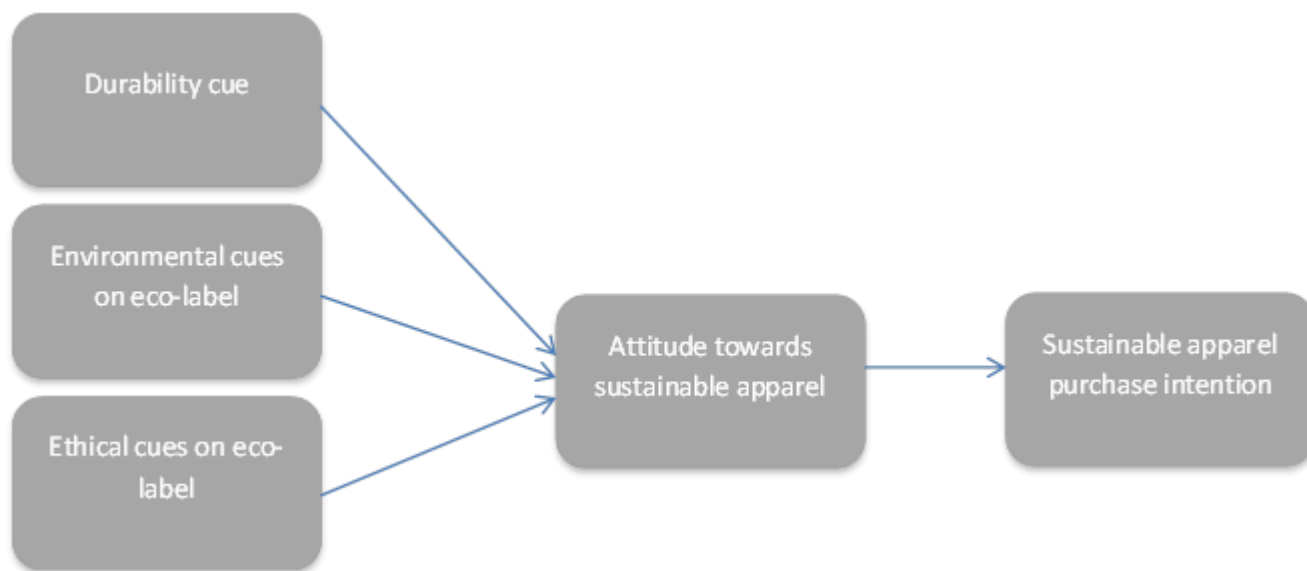 Durability cue
Environmental cues
on eco-label
Ethical cues on eco-
label
Attitude towards
sustainable apparel
Sustainable apparel
purchase intention